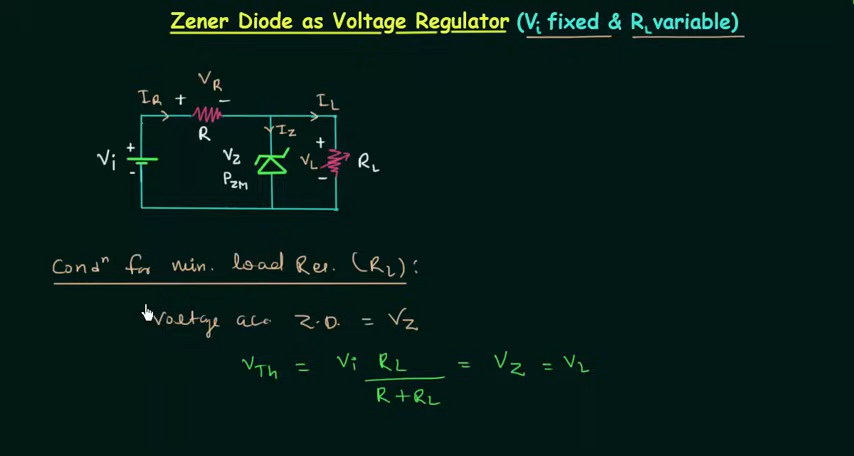 Zener Diode as Voltage Regulator (Vi fixed & RL variable)
VR
IR + −
IL
R
IZ
+
Vi
-
VZ
PZM
+
VL
−
RL
Condn for min. load Res. (RL) :
Voltage acc Z.D. = VZ
VTh = Vi RL / R + RL = VZ = VL